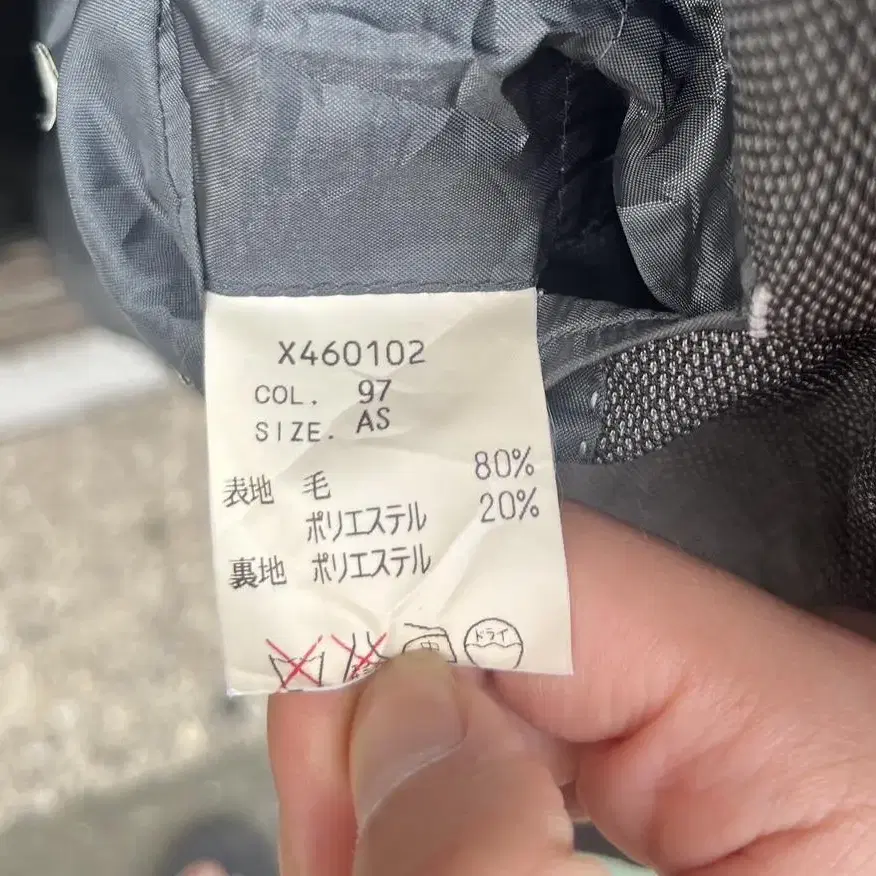 X460102
COL. 97
SIZE. AS
表地 毛 80%
ポリエステル 20%
裏地 ポリエステル
中 ドライ